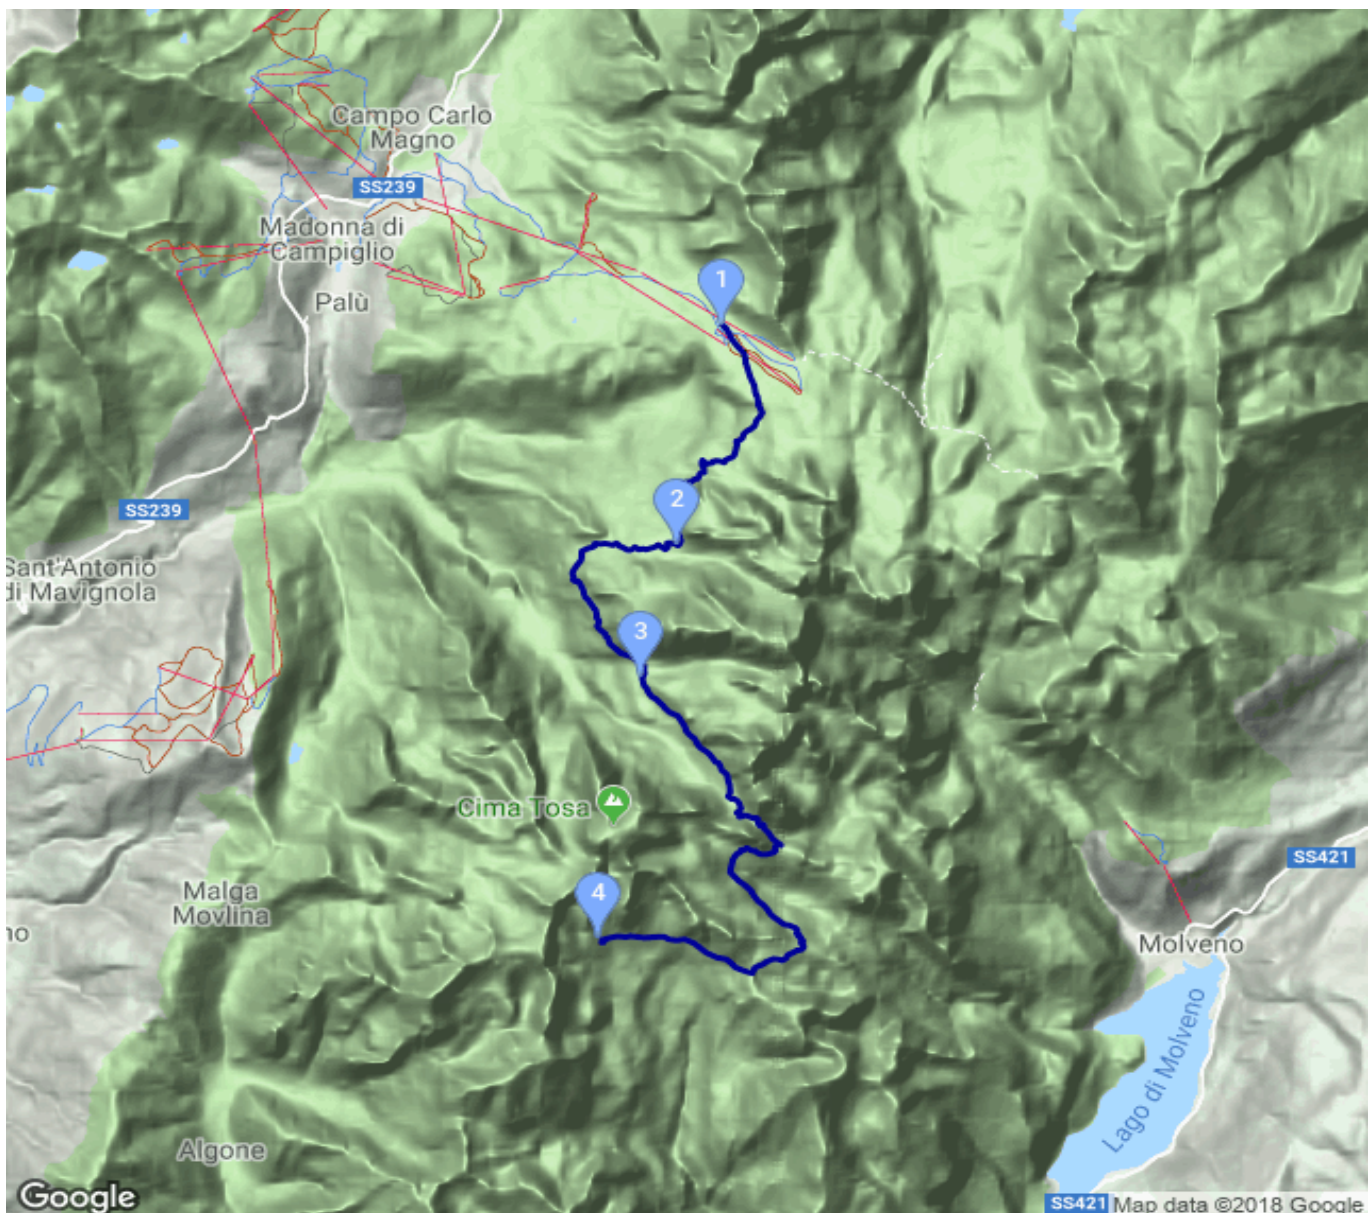 Campo Carlo
Magno
SS239
Madonna di
Campiglio
1
Palù
2
SS239
Sant'Antonio
di Mavignola
3
Cima Tosa
SS421
4
Malga
Movlina
no
Molveno
Lago di Molveno
Algone
Google
SS421 Map data ©2018 Google